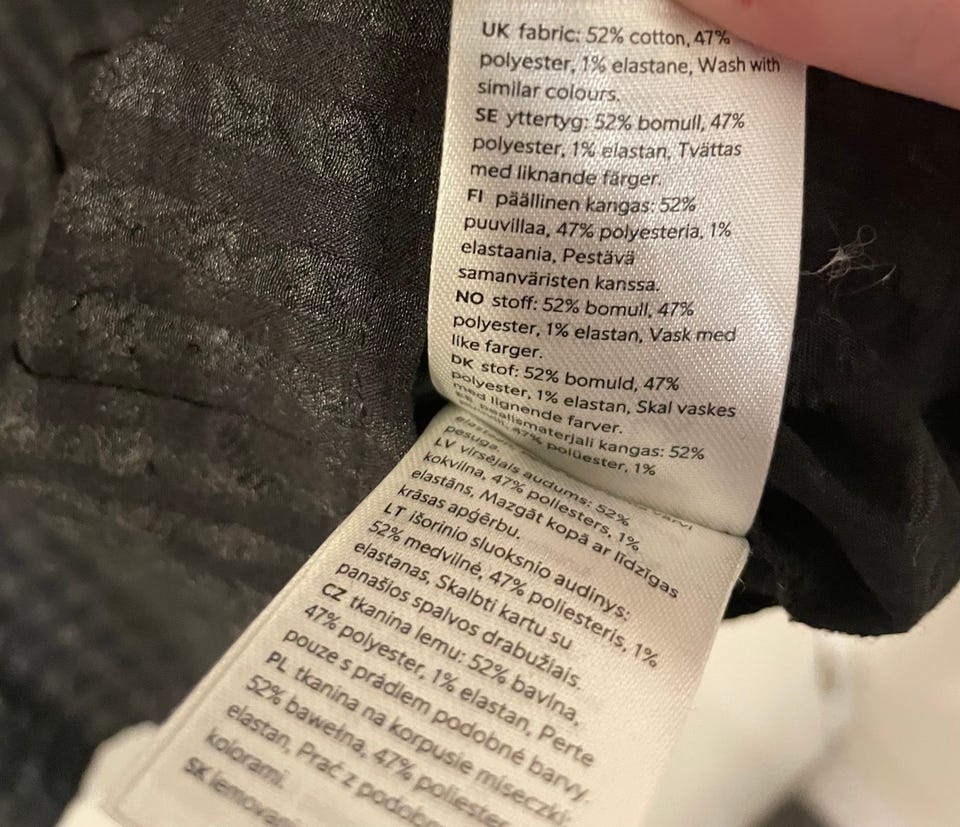 UK fabric: 52% cotton, 47%
polyester, 1% elastane, Wash with
similar colours.
SE yttertyg: 52% bomull, 47%
polyester, 1% elastan, Tvättas
med liknande färger.
FI päällinen kangas: 52%
puuvillaa, 47% polyesteria, 1%
elastaania, Pestävä
samanväristen kanssa.
NO stoff: 52% bomull, 47%
polyester, 1% elastan, Vask med
like farger.
DK stof: 52% bomuld, 47%
polyester, 1% elastan, Skal vaskes
med lignende farver.
pealismaterjali kangas: 52%
47% polüester, 1%
pesuga.
LV virsējais audums: 52%
kokvilna, 47% poliesters, 1%
elastāns, Mazgāt kopā ar līdzīgas
krāsas apģērbu.
LT išorinio sluoksnio audinys:
52% medvilnė, 47% poliesteris, 1%
elastanas, Skalbti kartu su
panašios spalvos drabužiais.
CZ tkanina lemu: 52% bavlna,
47% polyester, 1% elastan, Perte
pouze s prádlem podobné barvy.
PL tkanina na korpusie miseczki:
52% bawełna, 47% poliester
elastan, Prać z podobn
kolorami.
SK lemovan